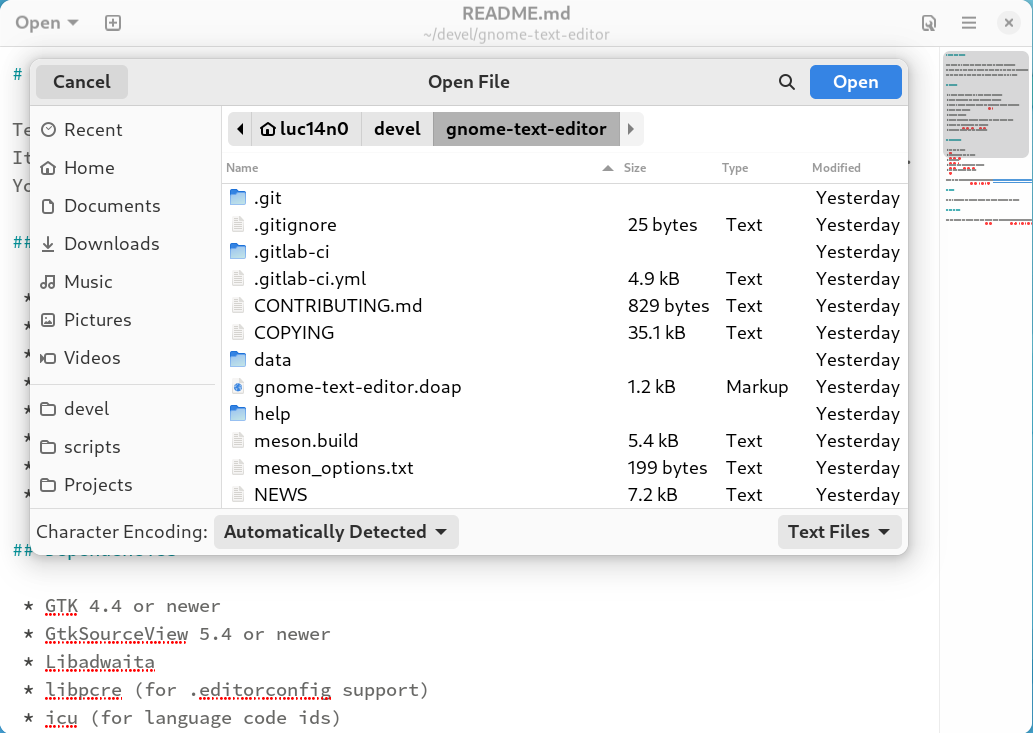 Open
README.md
~/devel/gnome-text-editor
#
Te
It
Yo
##
*
Cancel
Open File
Open
Recent
Home
Documents
Downloads
Music
Pictures
Videos
devel
scripts
Projects
luc14n0 devel gnome-text-editor
Name Size Type Modified
.git Yesterday
.gitignore 25 bytes Text Yesterday
.gitlab-ci Yesterday
.gitlab-ci.yml 4.9 kB Text Yesterday
CONTRIBUTING.md 829 bytes Text Yesterday
COPYING 35.1 kB Text Yesterday
data Yesterday
gnome-text-editor.doap 1.2 kB Markup Yesterday
help Yesterday
meson.build 5.4 kB Text Yesterday
meson_options.txt 199 bytes Text Yesterday
NEWS 7.2 kB Text Yesterday
Character Encoding: Automatically Detected Text Files
##
* GTK 4.4 or newer
* GtkSourceView 5.4 or newer
* Libadwaita
* libpcre (for .editorconfig support)
* icu (for language code ids)